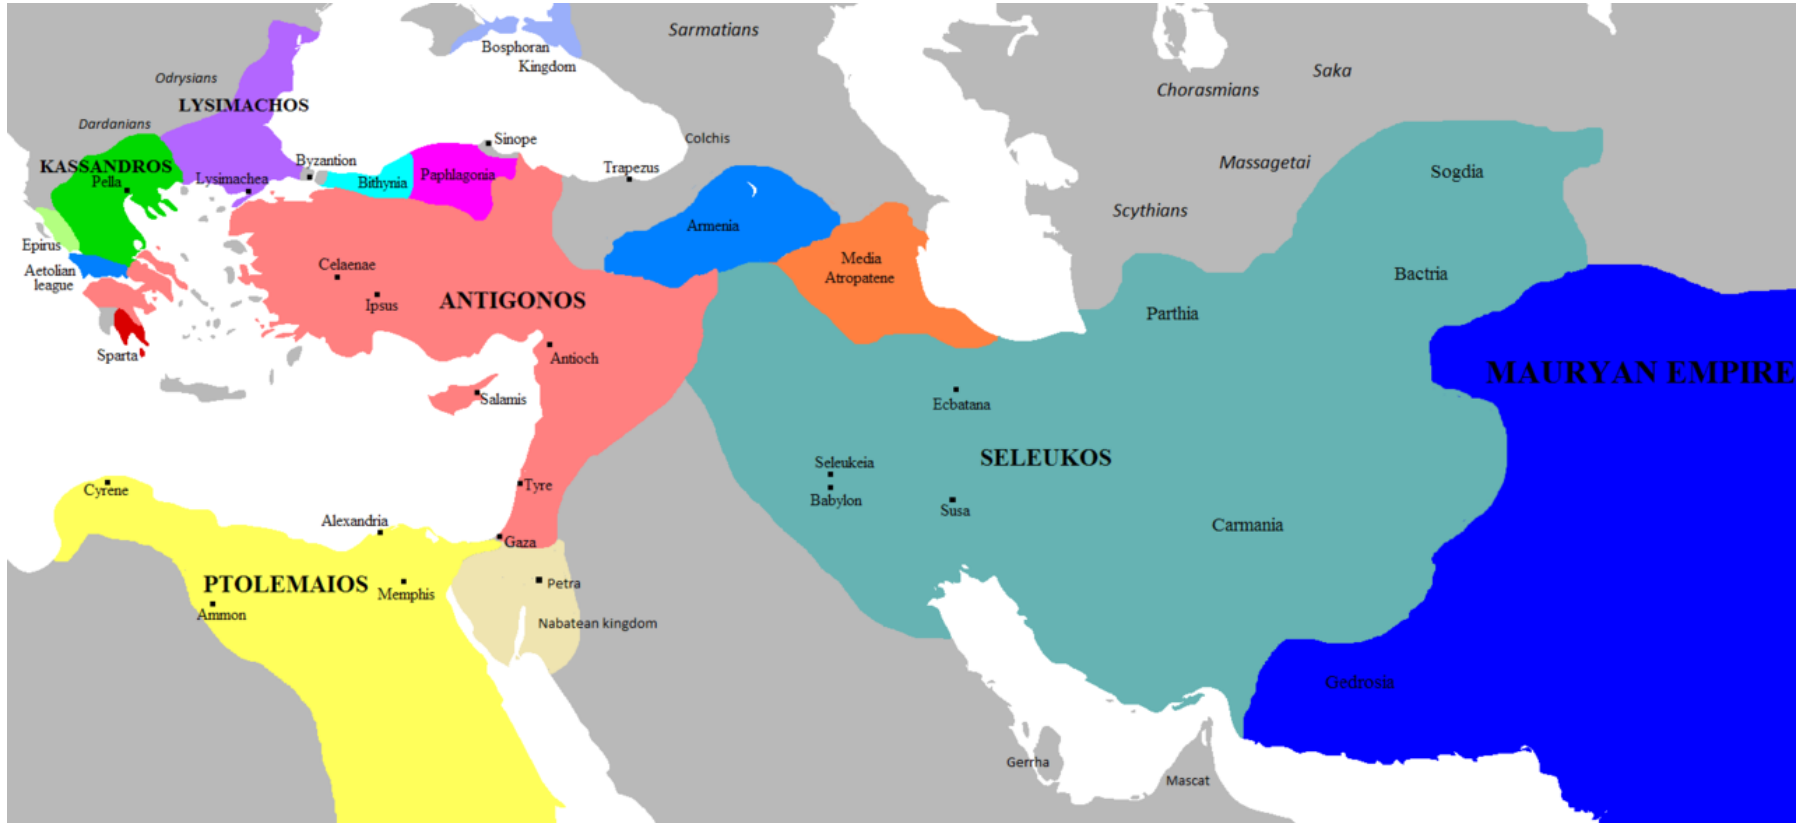 Sarmatians
Bosphoran
Kingdom
Saka
Odrysians
Chorasmians
LYSIMACHOS
Dardanians
Sinope
Colchis
KASSANDROS
Byzantion
Trapezus
Massagetai
Sogdia
Pella
Lysimachea
Bithynia
Paphlagonia
Scythians
Armenia
Epirus
Aetolian
league
Celaenae
Media
Atropatene
Bactria
Ipsus
ANTIGONOS
Parthia
Sparta
Antioch
MAURYAN EMPIRE
Salamis
Ecbatana
SELEUKOS
Seleukeia
Babylon
Susa
Cyrene
Tyre
Alexandria
Carmania
Gaza
PTOLEMAIOS
Memphis
Petra
Ammon
Nabatean kingdom
Gedrosia
Gerrha
Mascat